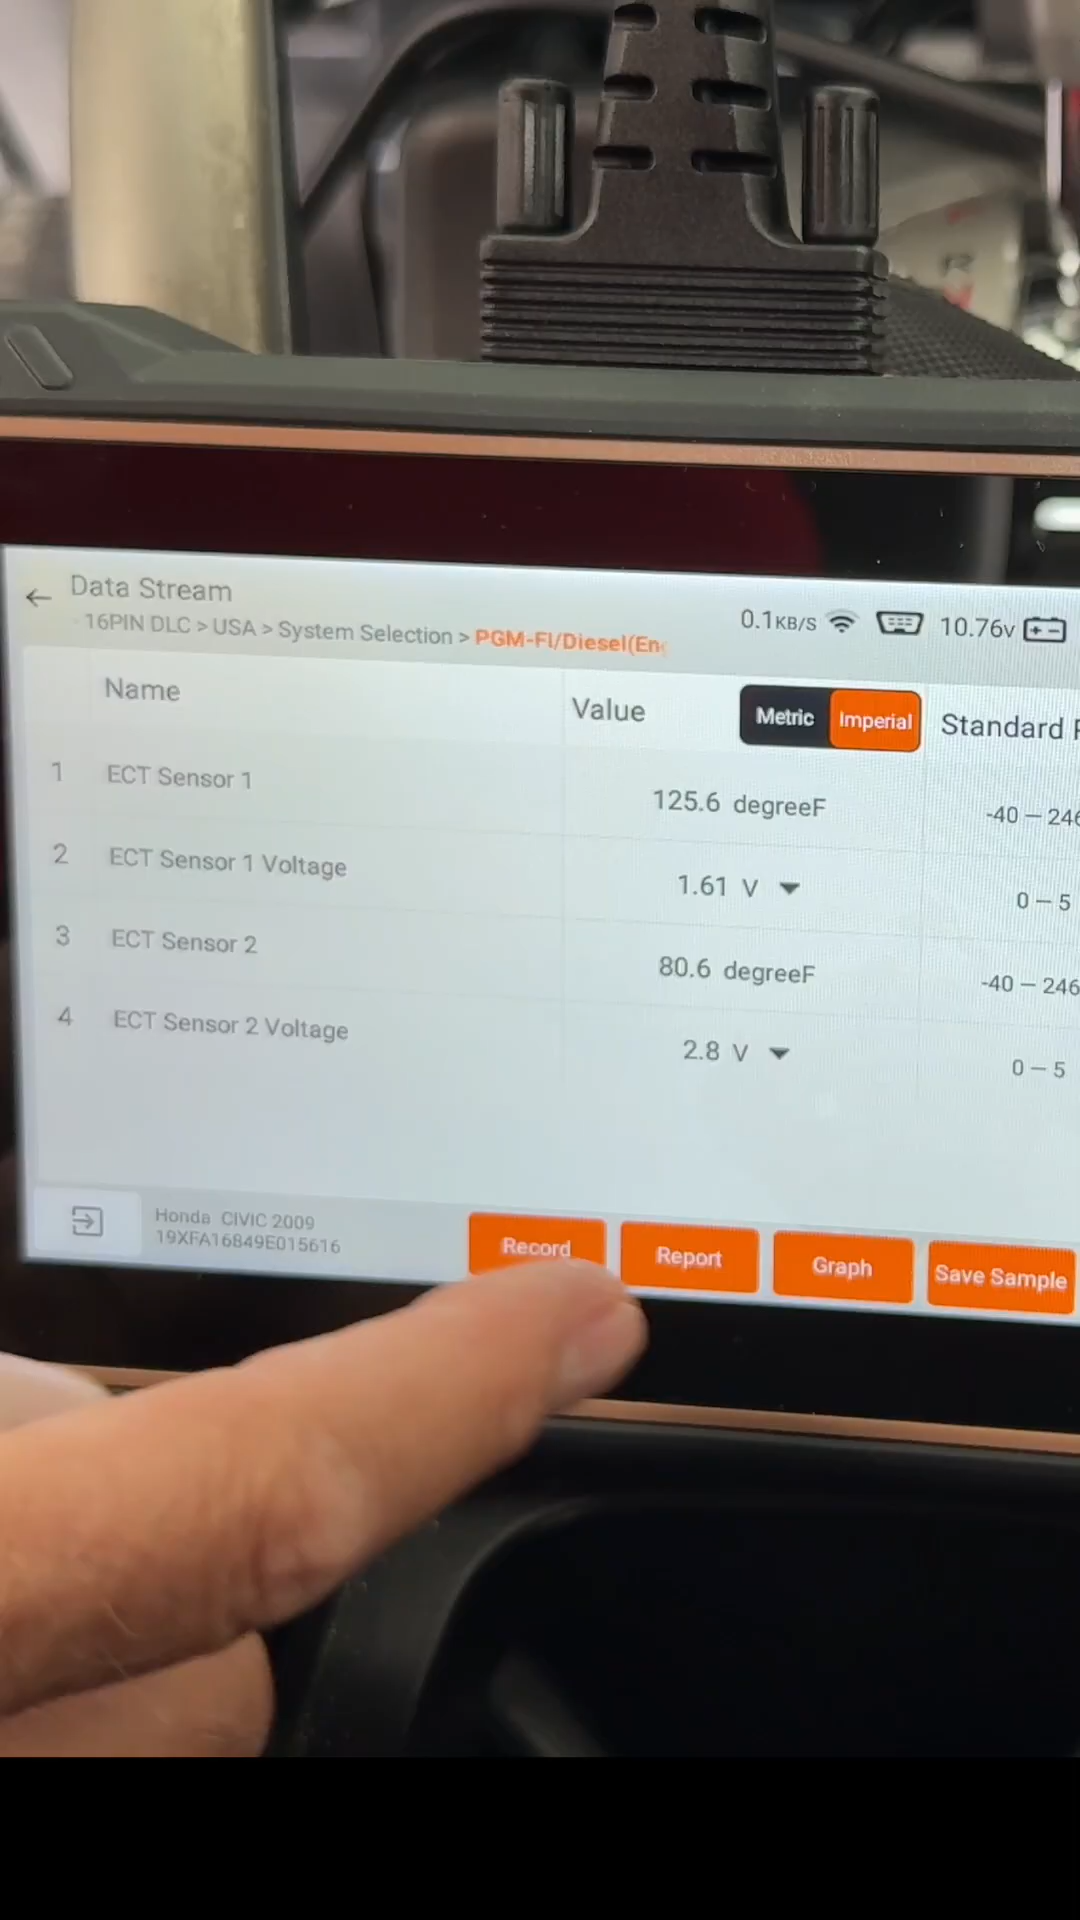 Data Stream
16PIN DLC > USA > System Selection > PGM-FI/Diesel(En
0.1KB/S 10.76v
Name Value Metric Imperial Standard
1 ECT Sensor 1 125.6 degreeF -40 — 246
2 ECT Sensor 1 Voltage 1.61 V 0 — 5
3 ECT Sensor 2 80.6 degreeF -40 — 246
4 ECT Sensor 2 Voltage 2.8 V 0 — 5
Honda CIVIC 2009
19XFA16849E015616
Record Report Graph Save Sample